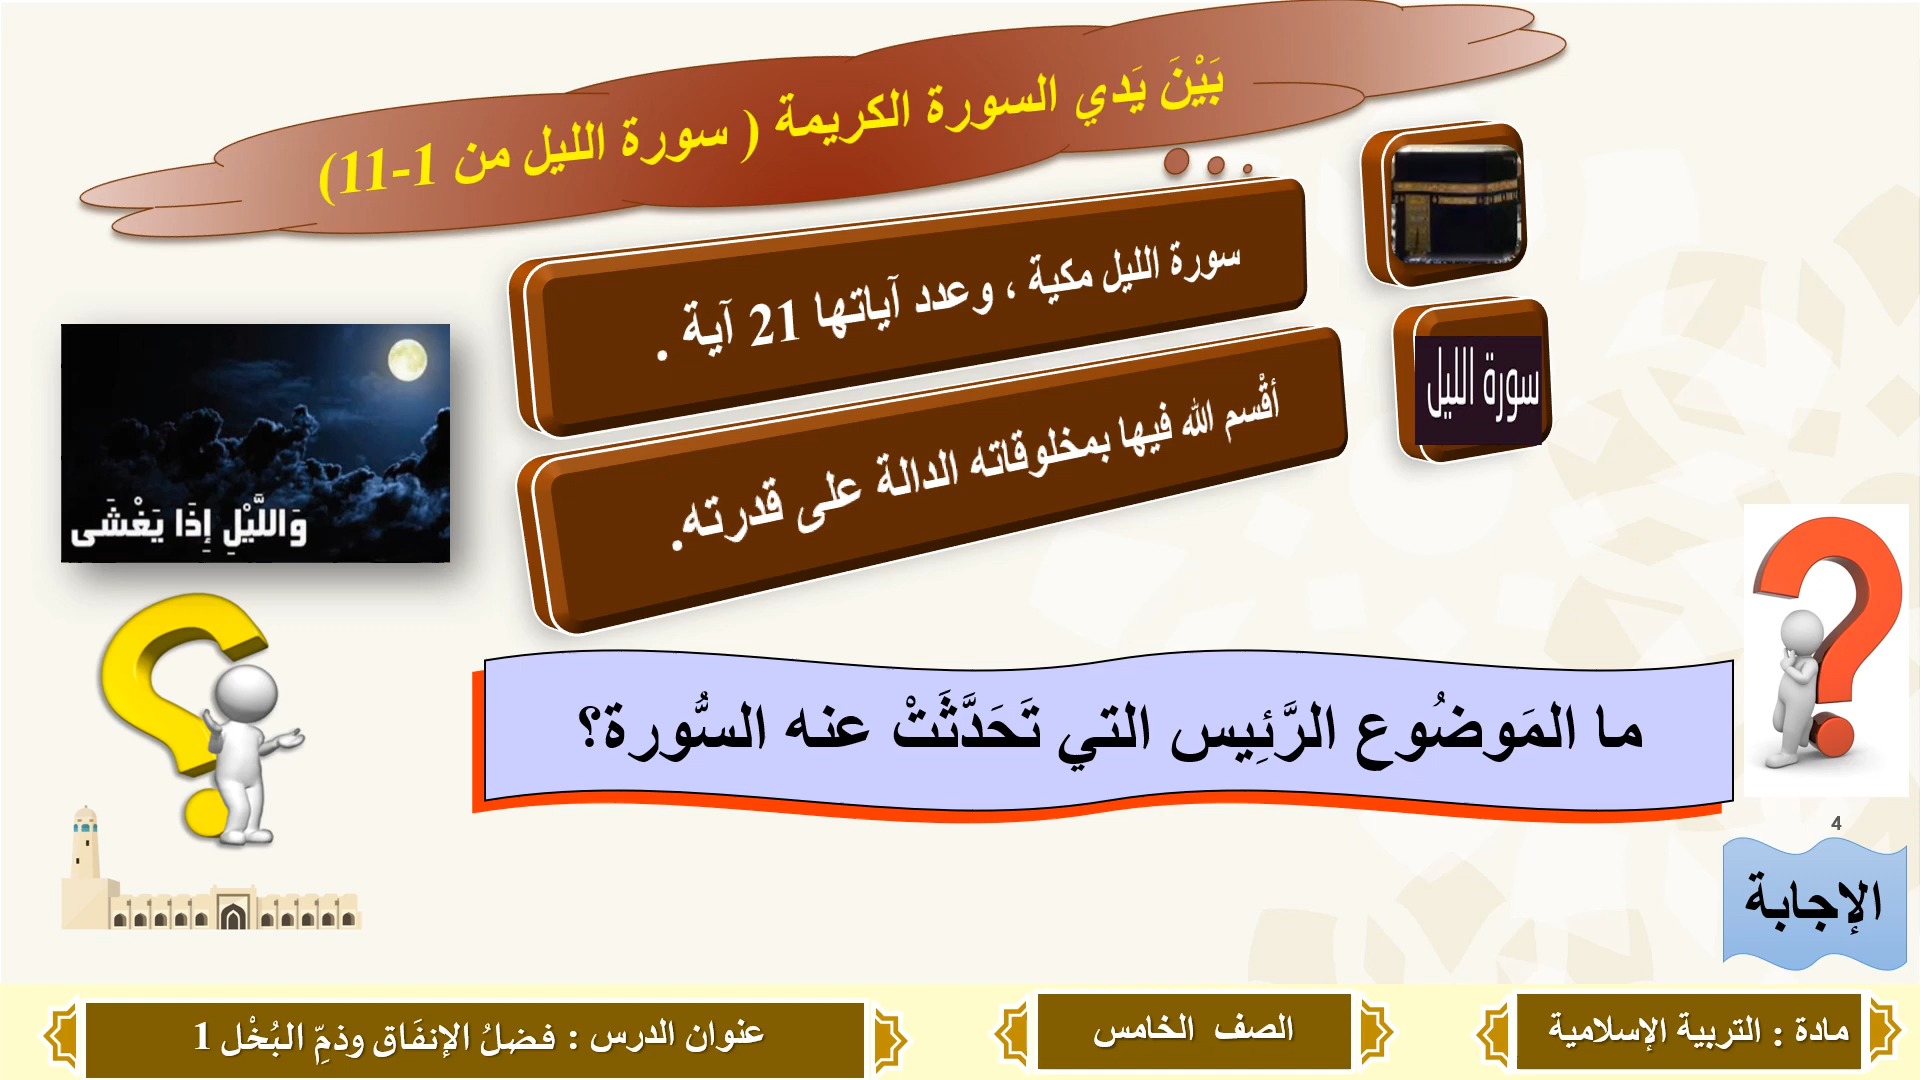 بَيْنَ يَدي السورة الكريمة ( سورة الليل من 1-11)
سورة الليل مكية ، وعدد آياتها 21 آية .
أقْسم الله فيها بمخلوقاته الدالة على قدرته.
سورة الليل
وَاللَّيْلِ إِذَا يَغْشَى
ما المَوضُوع الرَّئِيس التي تَحَدَّثَتْ عنه السُّورة؟
4
الإجابة
مادة : التربية الإسلامية
الصف الخامس
عنوان الدرس : فضلُ الإنفَاق وذمِّ البُخْل 1